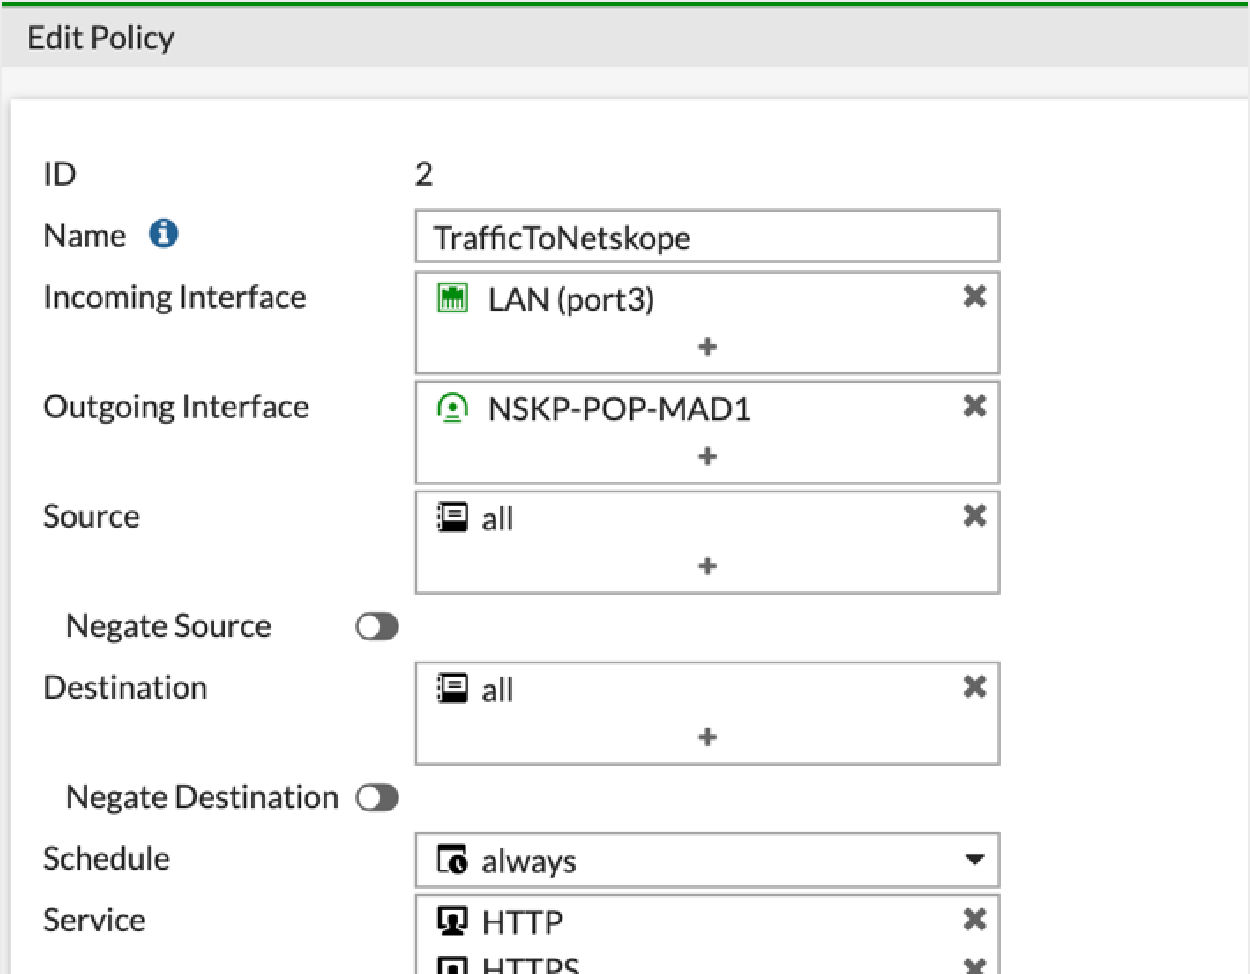 Edit Policy
ID 2
Name TrafficToNetskope
Incoming Interface LAN (port3)
+
Outgoing Interface NSKP-POP-MAD1
+
Source all
+
Negate Source
Destination all
+
Negate Destination
Schedule always
Service HTTP
HTTPS